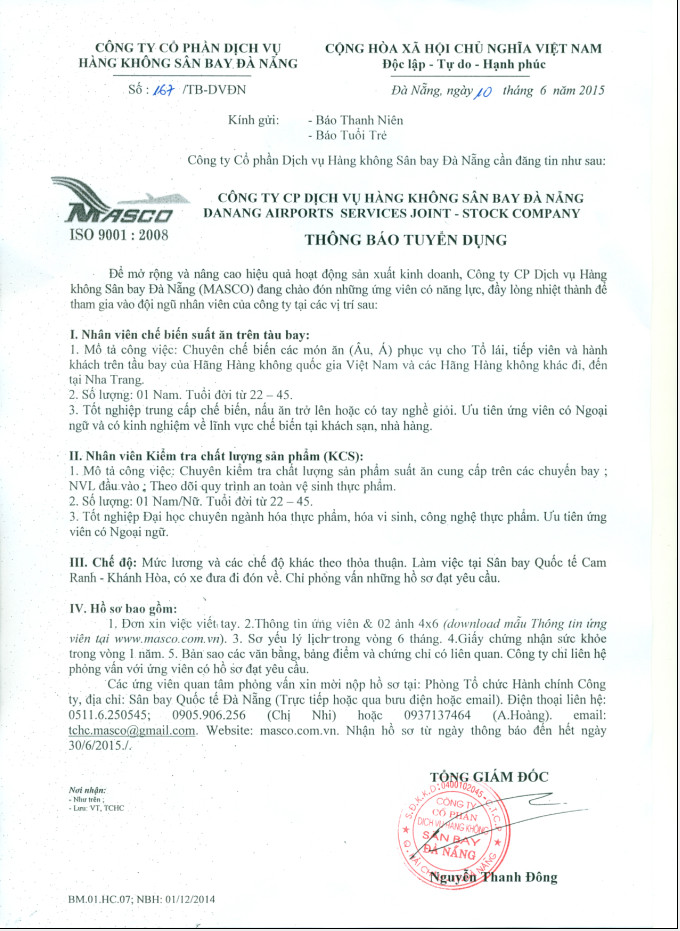 CÔNG TY CỔ PHẦN DỊCH VỤ
HÀNG KHÔNG SÂN BAY ĐÀ NẴNG
Số : 167 /TB-DVĐN
CỘNG HÒA XÃ HỘI CHỦ NGHĨA VIỆT NAM
Độc lập - Tự do - Hạnh phúc
Đà Nẵng, ngày 10 tháng 6 năm 2015
Kính gửi: - Báo Thanh Niên
- Báo Tuổi Trẻ
Công ty Cổ phần Dịch vụ Hàng không Sân bay Đà Nẵng cần đăng tin như sau:
MASCO
ISO 9001 : 2008
CÔNG TY CP DỊCH VỤ HÀNG KHÔNG SÂN BAY ĐÀ NẴNG
DANANG AIRPORTS SERVICES JOINT - STOCK COMPANY
THÔNG BÁO TUYỂN DỤNG
Để mở rộng và nâng cao hiệu quả hoạt động sản xuất kinh doanh, Công ty CP Dịch vụ Hàng
không Sân bay Đà Nẵng (MASCO) đang chào đón những ứng viên có năng lực, đầy lòng nhiệt thành để
tham gia vào đội ngũ nhân viên của công ty tại các vị trí sau:
I. Nhân viên chế biến suất ăn trên tàu bay:
1. Mô tả công việc: Chuyên chế biến các món ăn (Âu, Á) phục vụ cho Tổ lái, tiếp viên và hành
khách trên tầu bay của Hãng Hàng không quốc gia Việt Nam và các Hãng Hàng không khác đi, đến
tại Nha Trang.
2. Số lượng: 01 Nam. Tuổi đời từ 22 – 45.
3. Tốt nghiệp trung cấp chế biến, nấu ăn trở lên hoặc có tay nghề giỏi. Ưu tiên ứng viên có Ngoại
ngữ và có kinh nghiệm về lĩnh vực chế biến tại khách sạn, nhà hàng.
II. Nhân viên Kiểm tra chất lượng sản phẩm (KCS):
1. Mô tả công việc: Chuyên kiểm tra chất lượng sản phẩm suất ăn cung cấp trên các chuyến bay ;
NVL đầu vào ; Theo dõi quy trình an toàn vệ sinh thực phẩm.
2. Số lượng: 01 Nam/Nữ. Tuổi đời từ 22 – 45.
3. Tốt nghiệp Đại học chuyên ngành hóa thực phẩm, hóa vi sinh, công nghệ thực phẩm. Ưu tiên ứng
viên có Ngoại ngữ.
III. Chế độ: Mức lương và các chế độ khác theo thỏa thuận. Làm việc tại Sân bay Quốc tế Cam
Ranh - Khánh Hòa, có xe đưa đi đón về. Chỉ phỏng vấn những hồ sơ đạt yêu cầu.
IV. Hồ sơ bao gồm:
1. Đơn xin việc viết tay. 2.Thông tin ứng viên & 02 ảnh 4x6 (download mẫu Thông tin ứng
viên tại www.masco.com.vn). 3. Sơ yếu lý lịch trong vòng 6 tháng. 4.Giấy chứng nhận sức khỏe
trong vòng 1 năm. 5. Bản sao các văn bằng, bảng điểm và chứng chỉ có liên quan. Công ty chỉ liên hệ
phỏng vấn với ứng viên có hồ sơ đạt yêu cầu.
Các ứng viên quan tâm phỏng vấn xin mời nộp hồ sơ tại: Phòng Tổ chức Hành chính Công
ty, địa chỉ: Sân bay Quốc tế Đà Nẵng (Trực tiếp hoặc qua bưu điện hoặc email). Điện thoại liên hệ:
0511.6.250545; 0905.906.256 (Chị Nhi) hoặc 0937137464 (A.Hoàng). email:
tchc.masco@gmail.com. Website: masco.com.vn. Nhận hồ sơ từ ngày thông báo đến hết ngày
30/6/2015./.
Nơi nhận:
- Như trên ;
- Lưu: VT, TCHC
TỔNG GIÁM ĐỐC
S.Đ.K.K.D: 0400102045 - C.T.C.P
CÔNG TY
CỔ PHẦN
DỊCH VỤ HÀNG KHÔNG
SÂN BAY
ĐÀ NẴNG
Nguyễn Thanh Đông
BM.01.HC.07; NBH: 01/12/2014